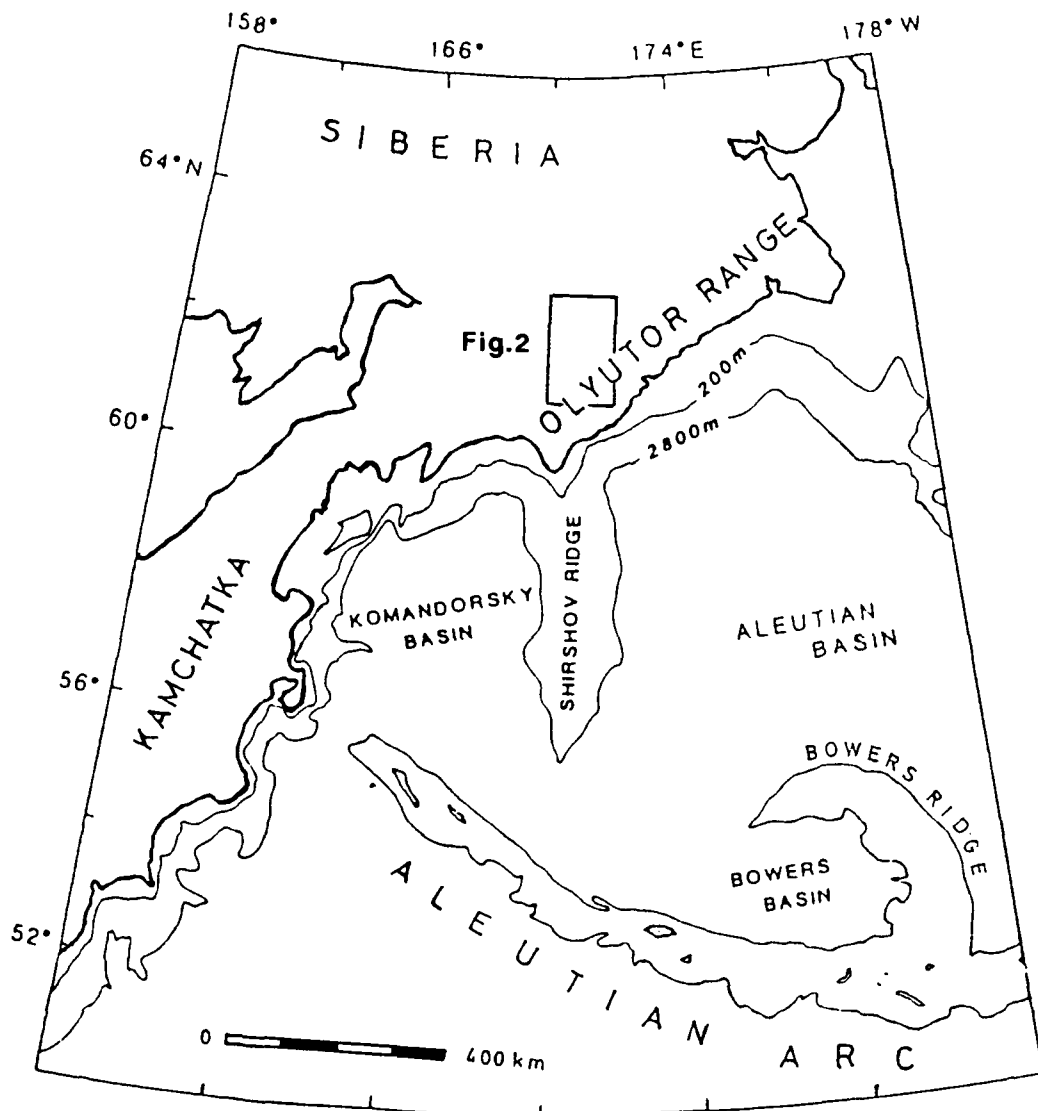 158°
166°
174°E
178° W
SIBERIA
64°N
OLYUTOR RANGE
Fig.2
200m
60°
2800m
SHIRSHOV RIDGE
KOMANDORSKY
BASIN
ALEUTIAN
BASIN
KAMCHATKA
56°
BOWERS RIDGE
BOWERS
BASIN
ALEUTIAN ARC
52°
0
400 km